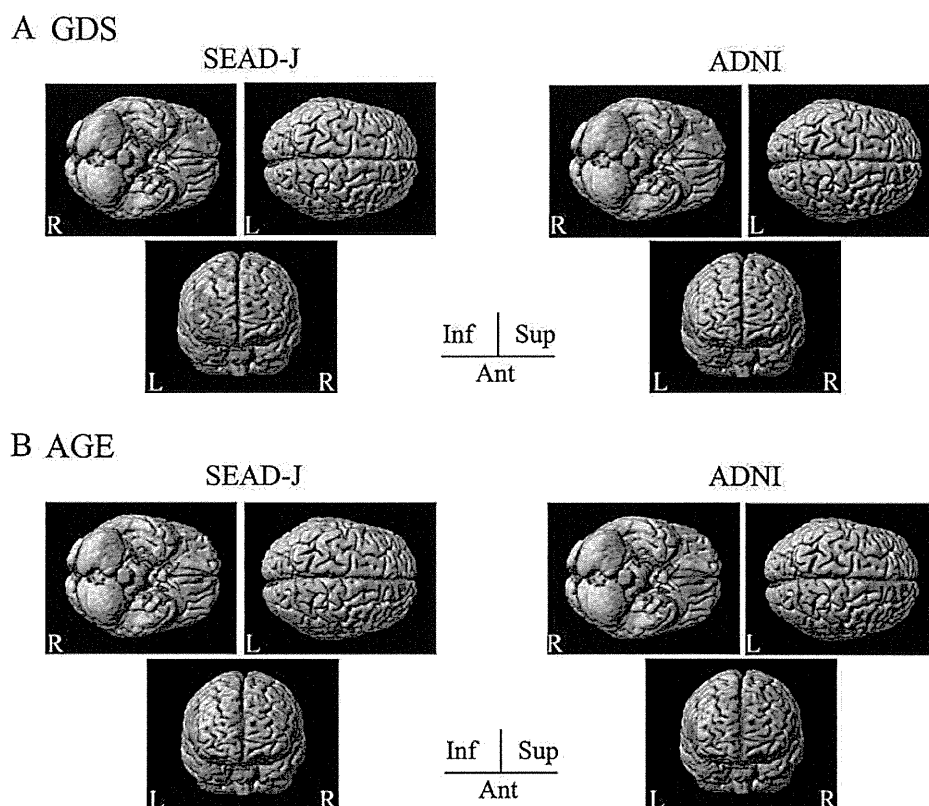 A GDS
SEAD-J ADNI
R L R L
L R L R
Inf Sup
Ant
B AGE
SEAD-J ADNI
R L R L
L R L R
Inf Sup
Ant